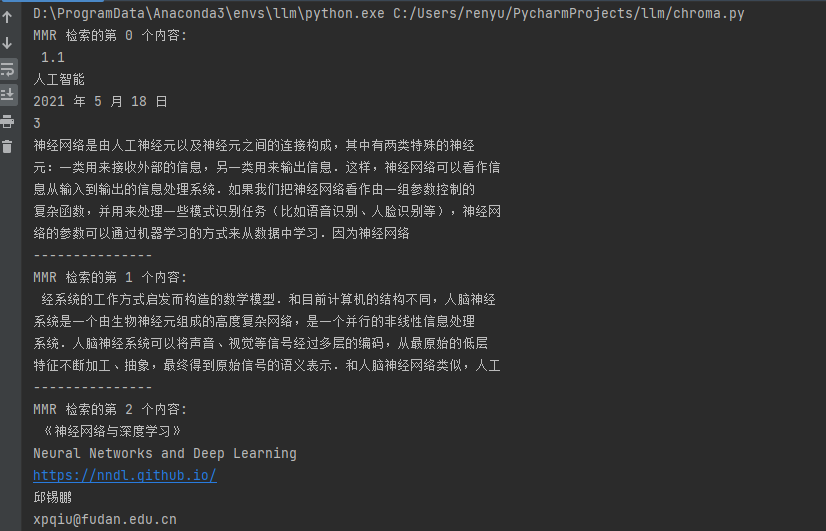 D:\ProgramData\Anaconda3\envs\llm\python.exe C:/Users/renyu/PycharmProjects/llm/chroma.py
MMR 检索的第 0 个内容:
1.1
人工智能
2021 年 5 月 18 日
3
神经网络是由人工神经元以及神经元之间的连接构成，其中有两类特殊的神经
元：一类用来接收外部的信息，另一类用来输出信息．这样，神经网络可以看作信
息从输入到输出的信息处理系统．如果我们把神经网络看作由一组参数控制的
复杂函数，并用来处理一些模式识别任务（比如语音识别、人脸识别等），神经网
络的参数可以通过机器学习的方式来从数据中学习．因为神经网络
---------------
MMR 检索的第 1 个内容:
经系统的工作方式启发而构造的数学模型．和目前计算机的结构不同，人脑神经
系统是一个由生物神经元组成的高度复杂网络，是一个并行的非线性信息处理
系统．人脑神经系统可以将声音、视觉等信号经过多层的编码，从最原始的低层
特征不断加工、抽象，最终得到原始信号的语义表示．和人脑神经网络类似，人工
---------------
MMR 检索的第 2 个内容:
《神经网络与深度学习》
Neural Networks and Deep Learning
https://nndl.github.io/
邱锡鹏
xpqiu@fudan.edu.cn